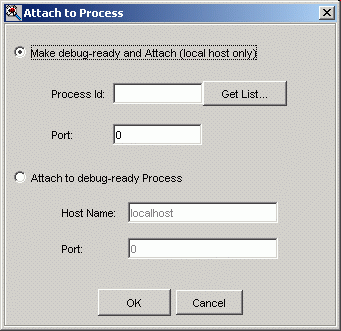 Attach to Process
Make debug-ready and Attach (local host only)
Process Id:
Get List...
Port:
0
Attach to debug-ready Process
Host Name:
localhost
Port:
0
OK
Cancel